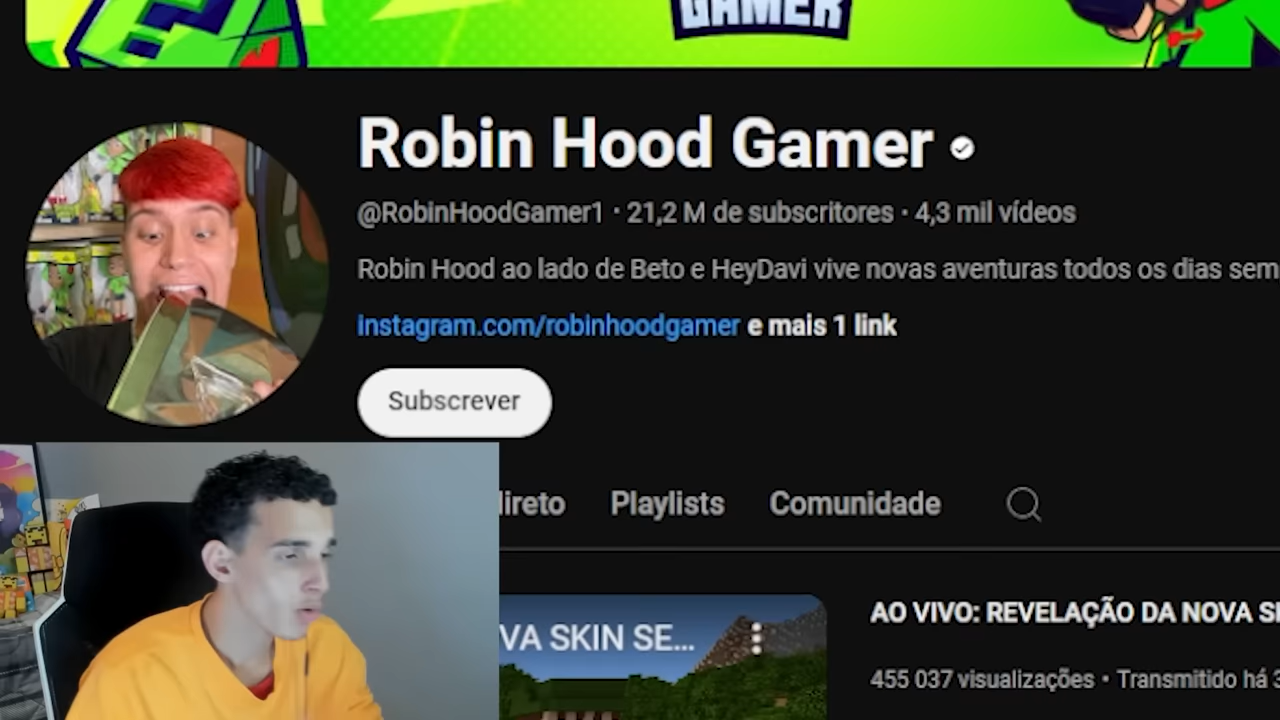 GAMER
Robin Hood Gamer
@RobinHoodGamer1 · 21,2 M de subscritores · 4,3 mil vídeos
Robin Hood ao lado de Beto e HeyDavi vive novas aventuras todos os dias sem
instagram.com/robinhoodgamer e mais 1 link
Subscrever
direto Playlists Comunidade
VA SKIN SE...
AO VIVO: REVELAÇÃO DA NOVA S
455 037 visualizações · Transmitido há 3